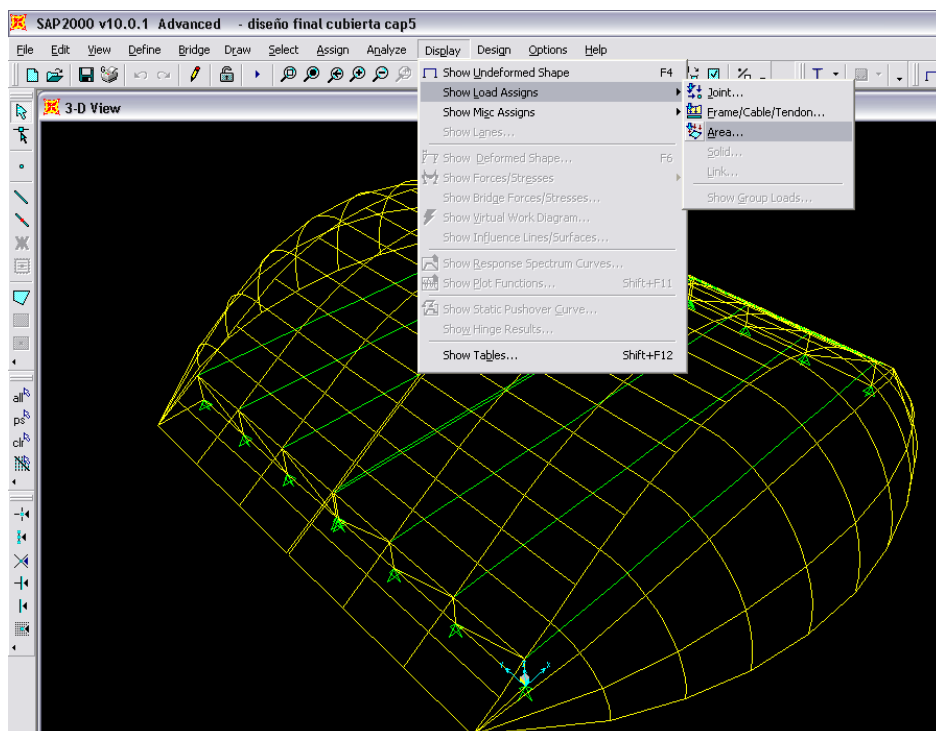 SAP2000 v10.0.1 Advanced - diseño final cubierta cap5
File Edit View Define Bridge Draw Select Assign Analyze Display Design Options Help
3-D View
Show Undeformed Shape F4
Show Load Assigns
Show Misc Assigns
Show Lanes...
Show Deformed Shape... F6
Show Forces/Stresses
Show Bridge Forces/Stresses...
Show Virtual Work Diagram...
Show Influence Lines/Surfaces...
Show Response Spectrum Curves...
Show Plot Functions... Shift+F11
Show Static Pushover Curve...
Show Hinge Results...
Show Tables... Shift+F12
Joint...
Frame/Cable/Tendon...
Area...
Solid...
Link...
Show Group Loads...
all
ps
clr